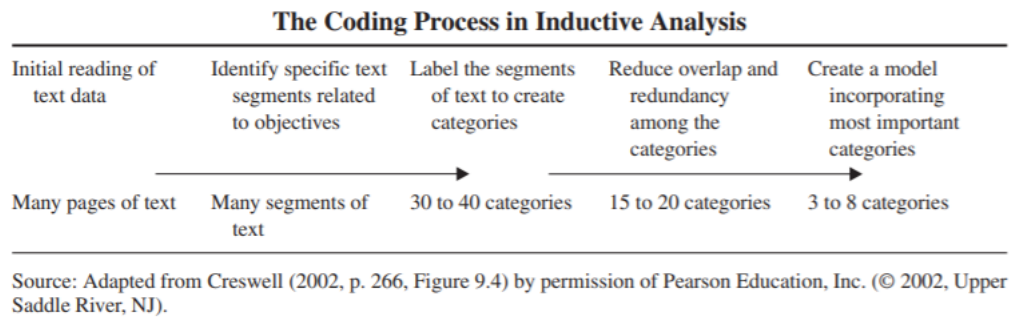 The Coding Process in Inductive Analysis
Initial reading of
text data
Identify specific text
segments related
to objectives
Label the segments
of text to create
categories
Reduce overlap and
redundancy
among the
categories
Create a model
incorporating
most important
categories
Many pages of text
Many segments of
text
30 to 40 categories
15 to 20 categories
3 to 8 categories
Source: Adapted from Creswell (2002, p. 266, Figure 9.4) by permission of Pearson Education, Inc. (© 2002, Upper
Saddle River, NJ).